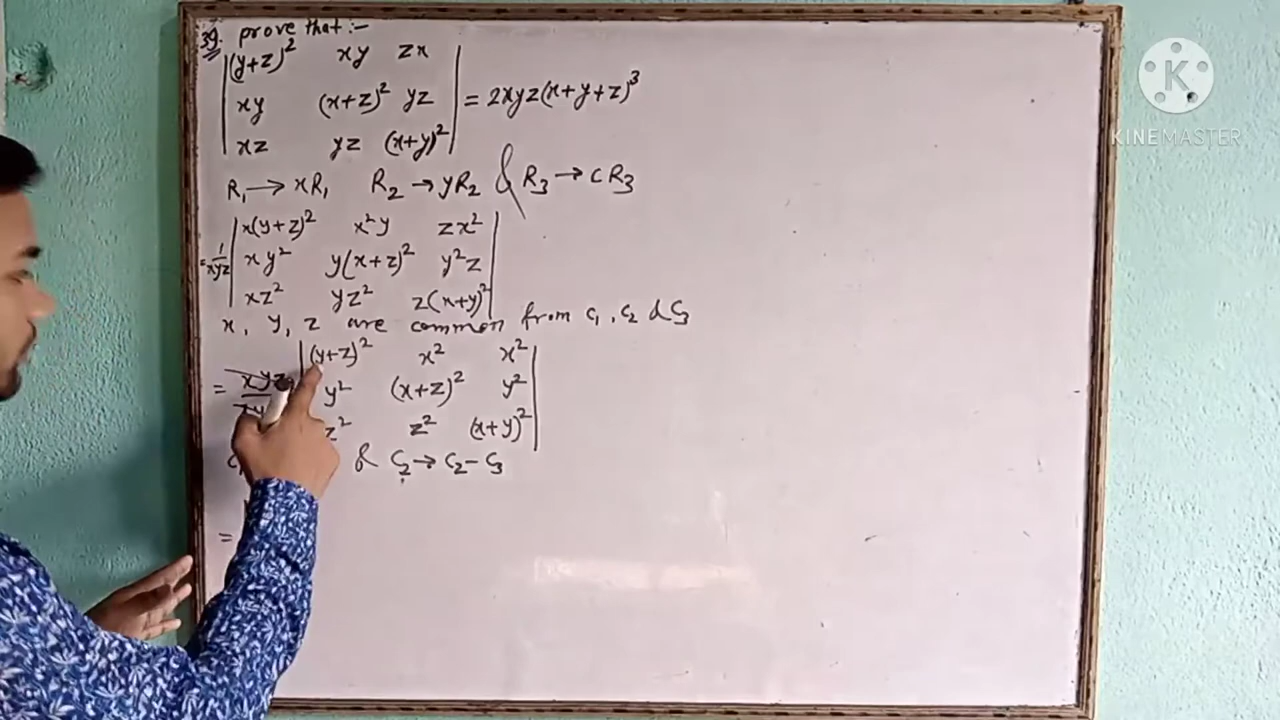 39. prove that :-
|(y+z)² xy zx|
|xy (x+z)² yz| = 2xyz(x+y+z)³
|xz yz (x+y)²|
R₁ → xR₁ R₂ → yR₂ & R₃ → cR₃
|x(y+z)² x²y zx²|
= 1/xyz |xy² y(x+z)² y²z|
|xz² yz² z(x+y)²|
x, y, z are common from c₁, c₂ & c₃
|(y+z)² x² x²|
= xyz |y² (x+z)² y²|
z² z² (x+y)²|
& c₂ → c₂ - c₃
=
K
KINEMASTER